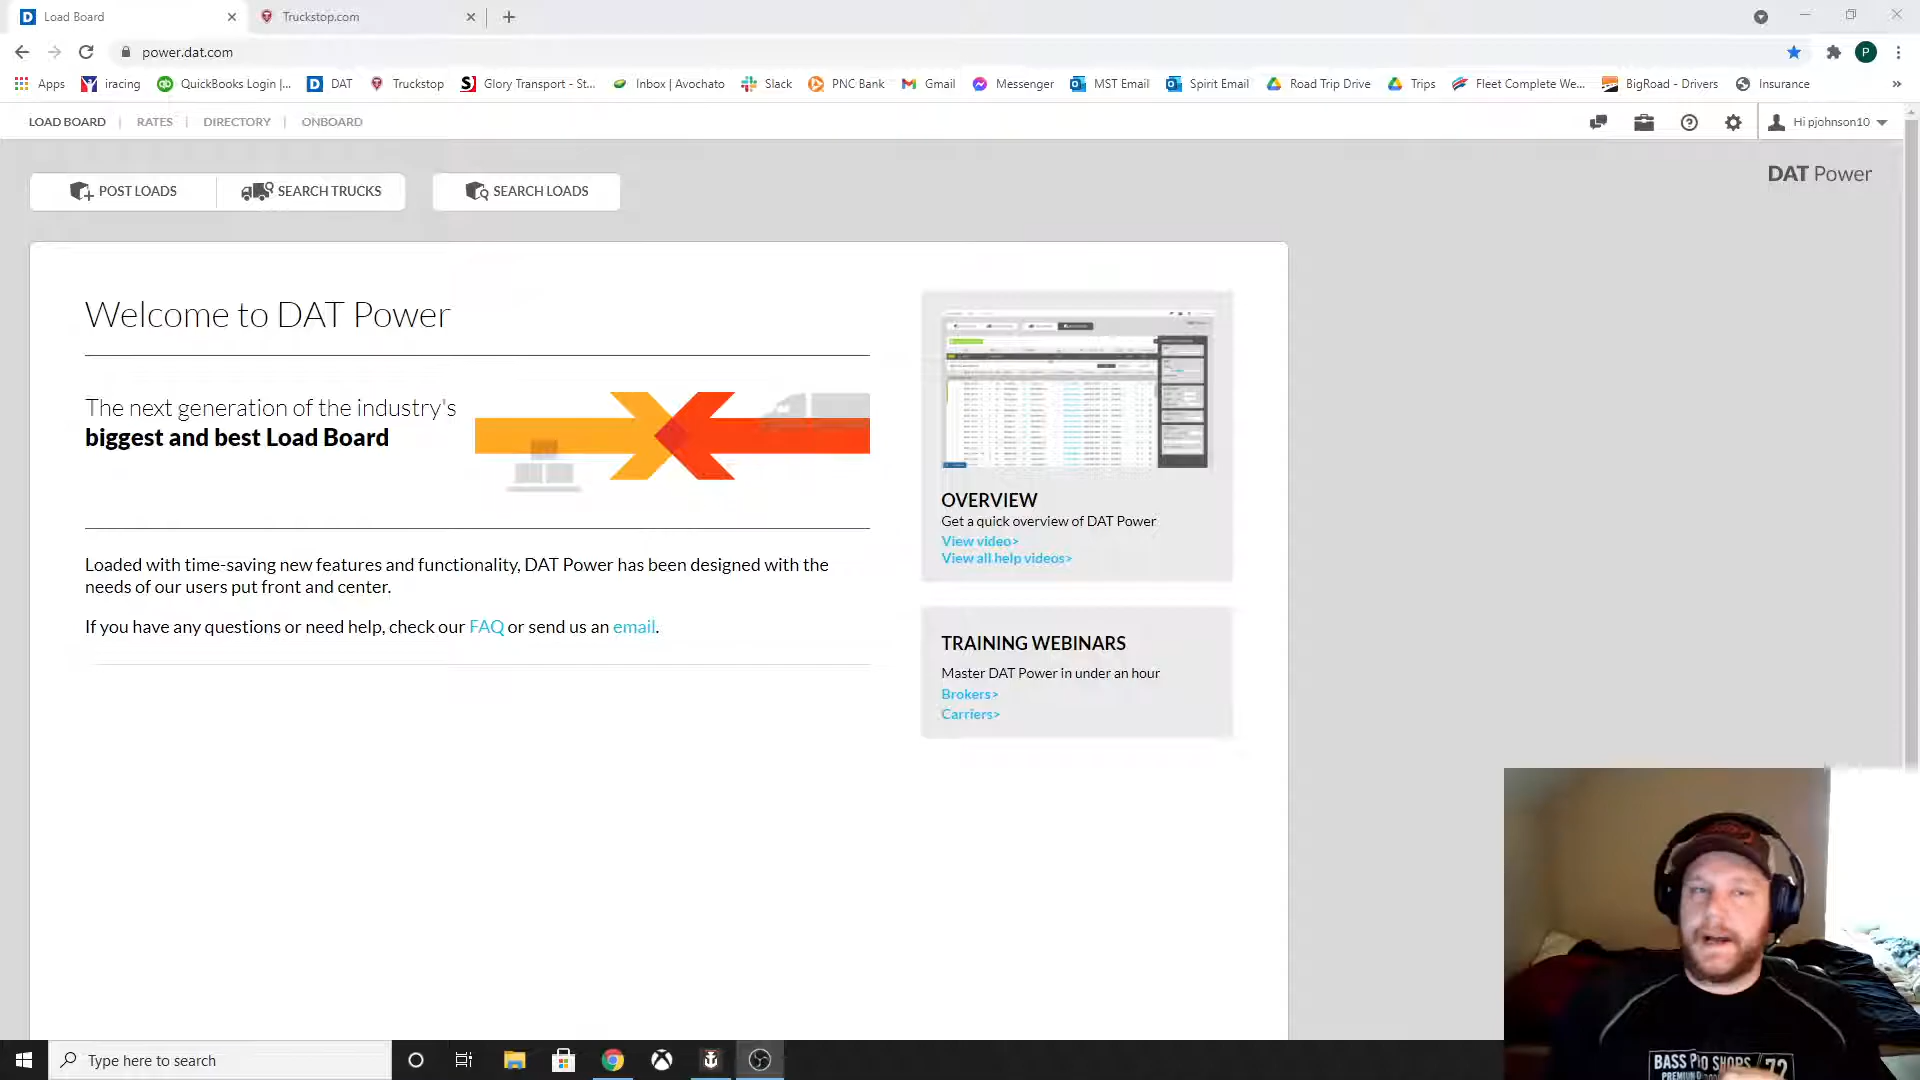 Load Board
Truckstop.com
power.dat.com
P
Apps
iracing
QuickBooks Login |...
DAT
Truckstop
Glory Transport - St...
Inbox | Avochato
Slack
PNC Bank
Gmail
Messenger
MST Email
Spirit Email
Road Trip Drive
Trips
Fleet Complete We...
BigRoad - Drivers
Insurance
LOAD BOARD | RATES | DIRECTORY | ONBOARD
Hi pjohnson10
POST LOADS
SEARCH TRUCKS
SEARCH LOADS
DAT Power
Welcome to DAT Power
The next generation of the industry's
biggest and best Load Board
Loaded with time-saving new features and functionality, DAT Power has been designed with the
needs of our users put front and center.
If you have any questions or need help, check our FAQ or send us an email.
OVERVIEW
Get a quick overview of DAT Power
View video>
View all help videos>
TRAINING WEBINARS
Master DAT Power in under an hour
Brokers>
Carriers>
BASS PRO SHOPS 72
Type here to search